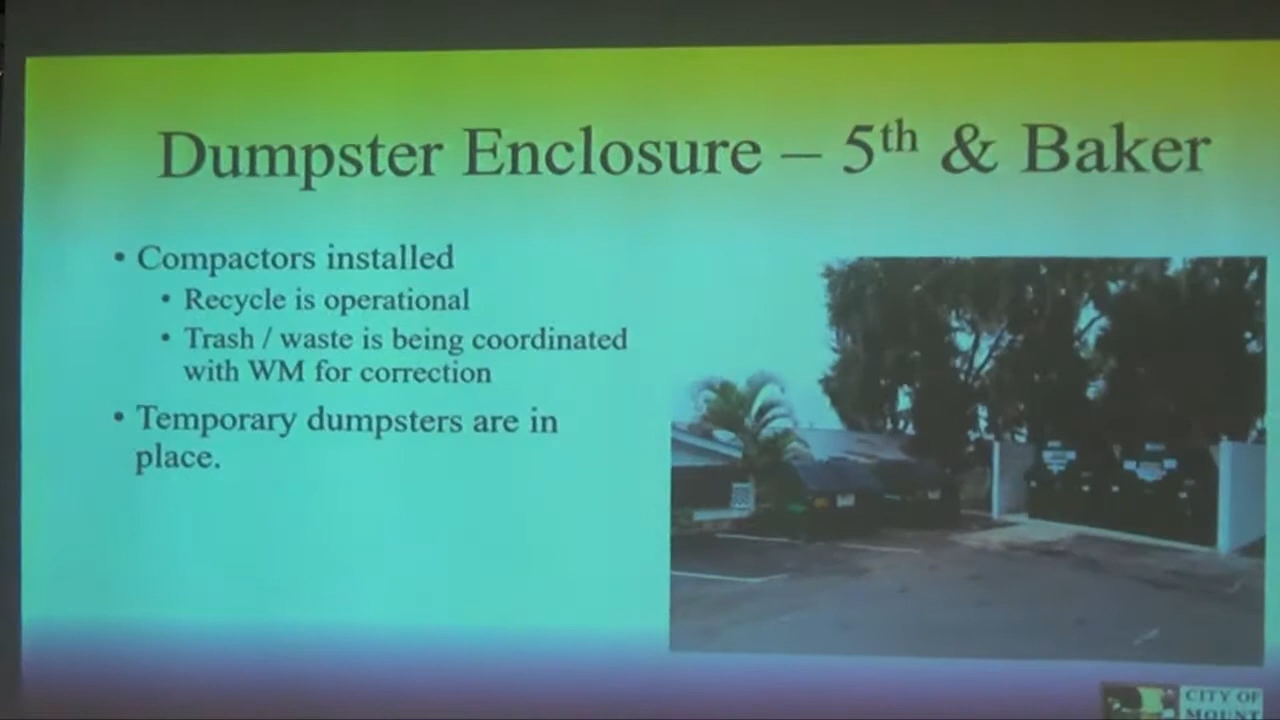 Dumpster Enclosure – 5th & Baker
• Compactors installed
• Recycle is operational
• Trash / waste is being coordinated
with WM for correction
• Temporary dumpsters are in
place.
CITY OF
MOUNT